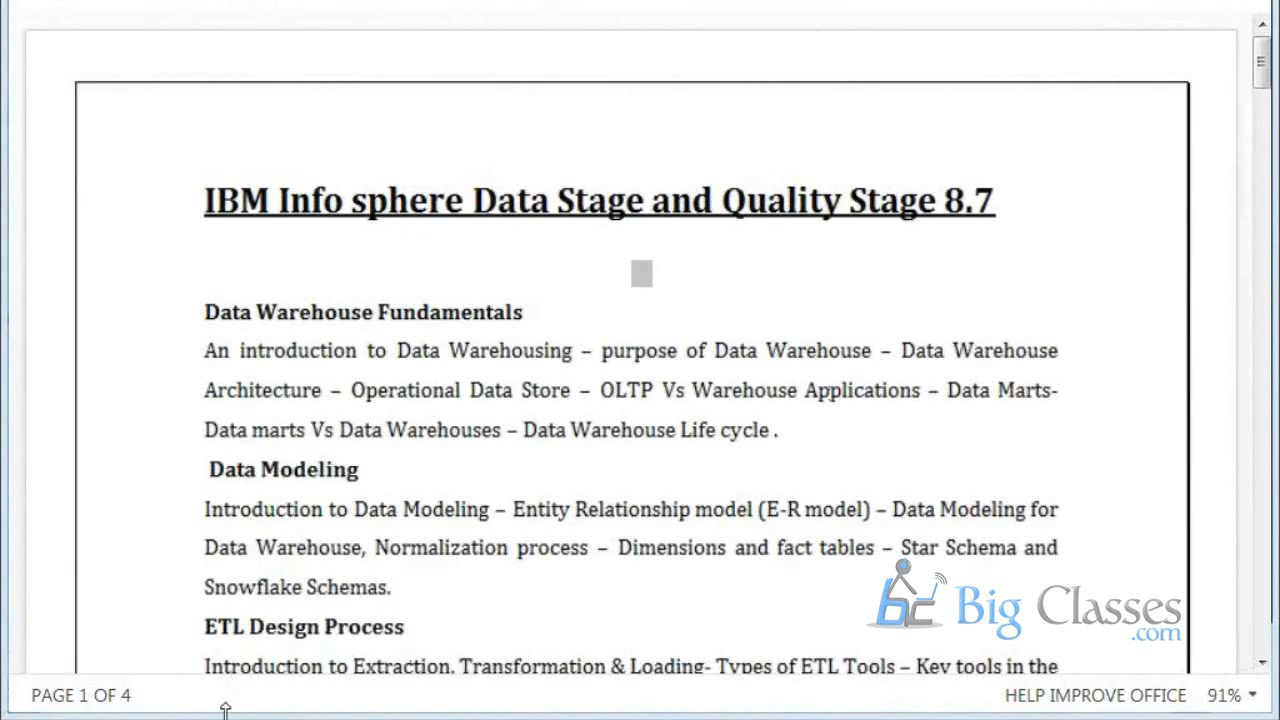 IBM Info sphere Data Stage and Quality Stage 8.7
Data Warehouse Fundamentals
An introduction to Data Warehousing – purpose of Data Warehouse – Data Warehouse
Architecture – Operational Data Store – OLTP Vs Warehouse Applications – Data Marts-
Data marts Vs Data Warehouses – Data Warehouse Life cycle .
Data Modeling
Introduction to Data Modeling – Entity Relationship model (E-R model) – Data Modeling for
Data Warehouse, Normalization process – Dimensions and fact tables – Star Schema and
Snowflake Schemas.
bc Big Classes
.com
ETL Design Process
Introduction to Extraction, Transformation & Loading- Types of ETL Tools – Key tools in the
PAGE 1 OF 4
HELP IMPROVE OFFICE 91%